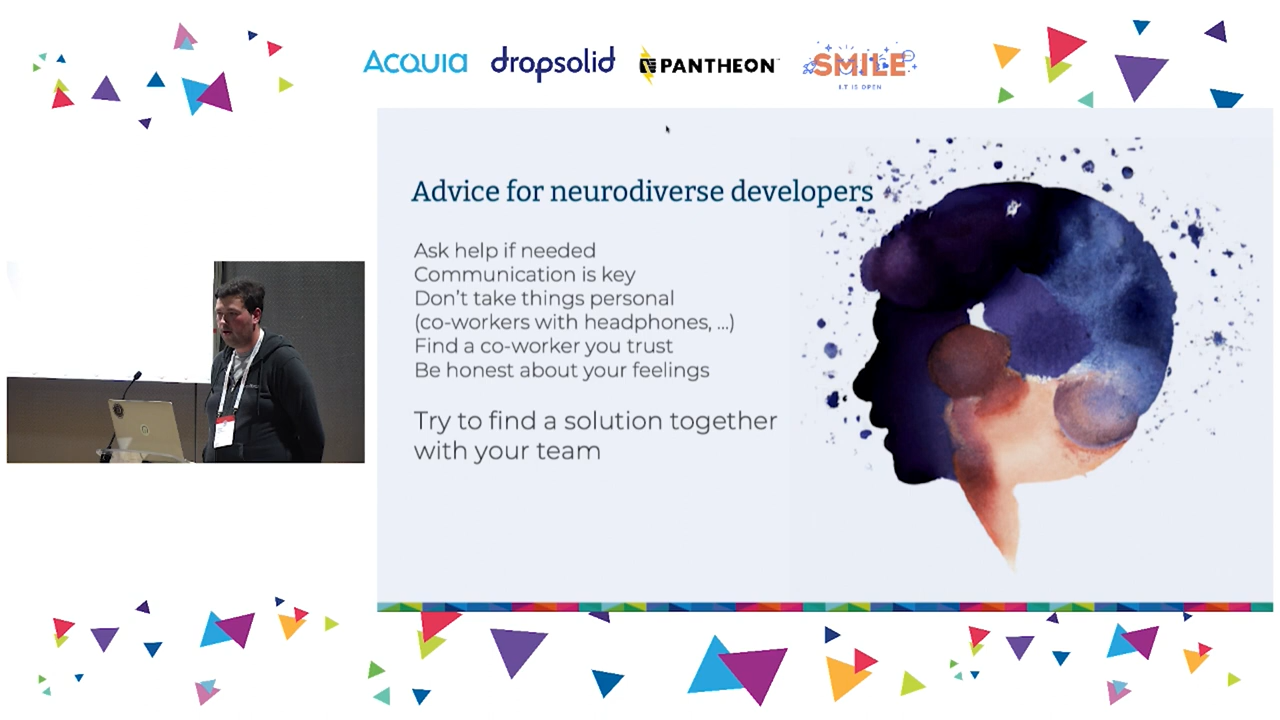 ACQUIA
dropsolid
PANTHEON
SMILE
I.T IS OPEN
Advice for neurodiverse developers
Ask help if needed
Communication is key
Don't take things personal
(co-workers with headphones, ...)
Find a co-worker you trust
Be honest about your feelings
Try to find a solution together
with your team